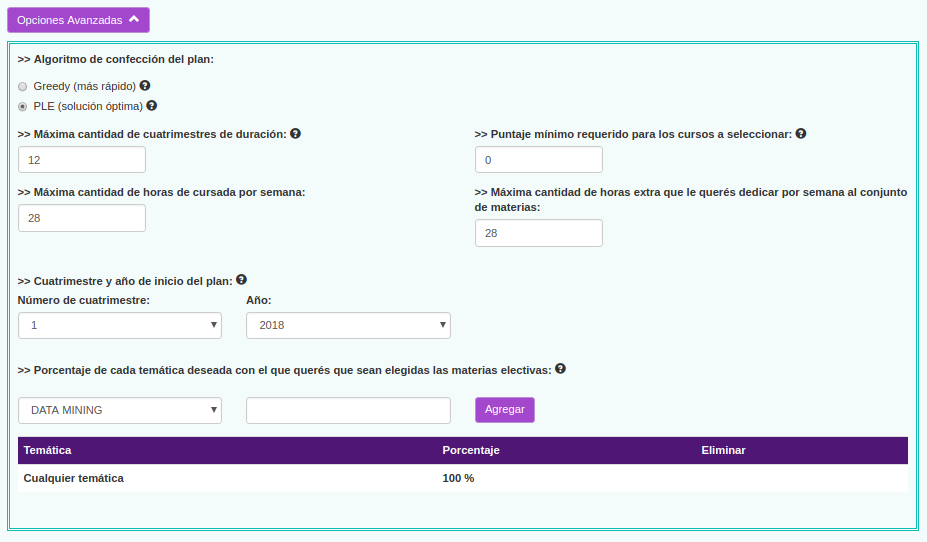 Opciones Avanzadas
>> Algoritmo de confección del plan:
Greedy (más rápido)
PLE (solución óptima)
>> Máxima cantidad de cuatrimestres de duración:
12
>> Puntaje mínimo requerido para los cursos a seleccionar:
0
>> Máxima cantidad de horas de cursada por semana:
28
>> Máxima cantidad de horas extra que le querés dedicar por semana al conjunto
de materias:
28
>> Cuatrimestre y año de inicio del plan:
Número de cuatrimestre:
Año:
1
2018
>> Porcentaje de cada temática deseada con el que querés que sean elegidas las materias electivas:
DATA MINING
Agregar
Temática Porcentaje Eliminar
Cualquier temática 100 %